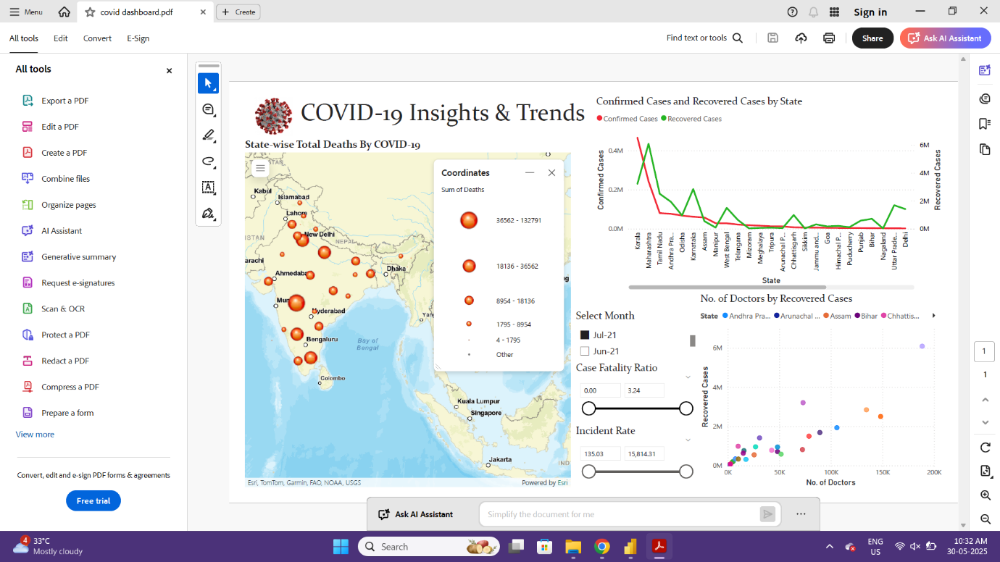 Menu
covid dashboard.pdf
Create
Sign in
All tools
Edit
Convert
E-Sign
Find text or tools
Share
Ask AI Assistant
All tools
Export a PDF
Edit a PDF
Create a PDF
Combine files
Organize pages
AI Assistant
Generative summary
Request e-signatures
Scan & OCR
Protect a PDF
Redact a PDF
Compress a PDF
Prepare a form
View more
Convert, edit and e-sign PDF forms & agreements
Free trial
COVID-19 Insights & Trends
State-wise Total Deaths By COVID-19
Kabul
Islamabad
Lahore
New Delhi
NEPAL
ISTAN
arachi
Ahmedaba
Dhaka
Mum
Hyderabad
Yang
Bengaluru
Bay of
Bengal
Colombo
Kuala Lumpur
Singapore
Jakarta
IND
ng
Esri, TomTom, Garmin, FAO, NOAA, USGS
Powered by Esri
Coordinates
Sum of Deaths
36562 - 132791
18136 - 36562
8954 - 18136
1795 - 8954
4 - 1795
Other
Confirmed Cases and Recovered Cases by State
Confirmed Cases
Recovered Cases
Confirmed Cases
0.4M
0.2M
0.0M
6M
4M
2M
0M
Recovered Cases
Kerala
Maharashtra
Tamil Nadu
Andhra Pra...
Odisha
Karnataka
Assam
Manipur
West Bengal
Telangana
Mizoram
Meghalaya
Tripura
Arunachal P...
Chhattisgarh
Sikkim
Jammu and...
Goa
Himachal P...
Puducherry
Punjab
Bihar
Nagaland
Uttar Prade...
Delhi
State
Select Month
Jul-21
Jun-21
Case Fatality Ratio
0.00
3.24
Incident Rate
135.03
15,814.31
No. of Doctors by Recovered Cases
State
Andhra Pra...
Arunachal ...
Assam
Bihar
Chhattis...
Recovered Cases
6M
4M
2M
0M
0K
50K
100K
150K
200K
No. of Doctors
1
1
Ask AI Assistant
Simplify the document for me
4
33°C
Mostly cloudy
Search
ENG
US
10:32 AM
30-05-2025